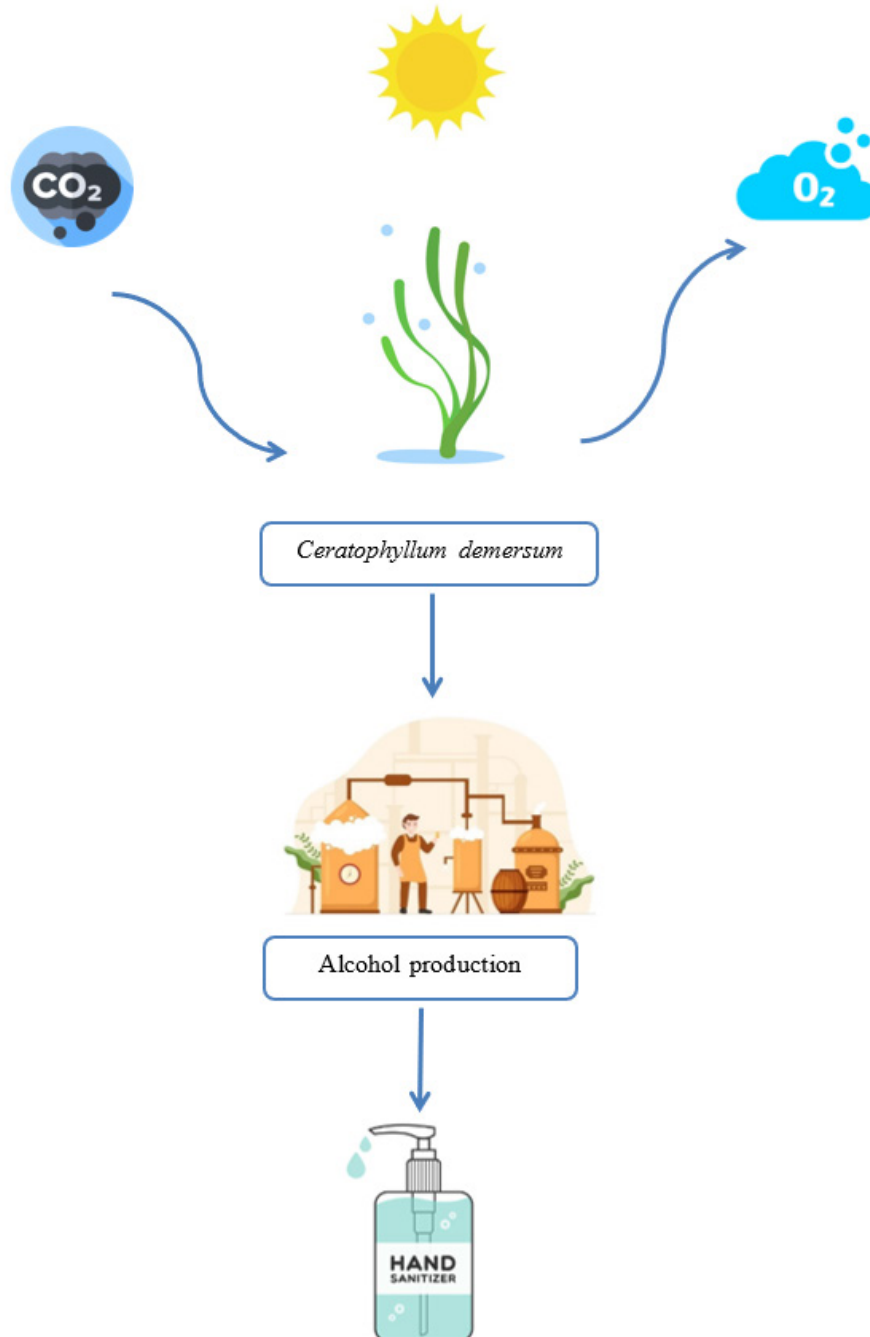 CO₂
O₂
Ceratophyllum demersum
Alcohol production
HAND
SANITIZER